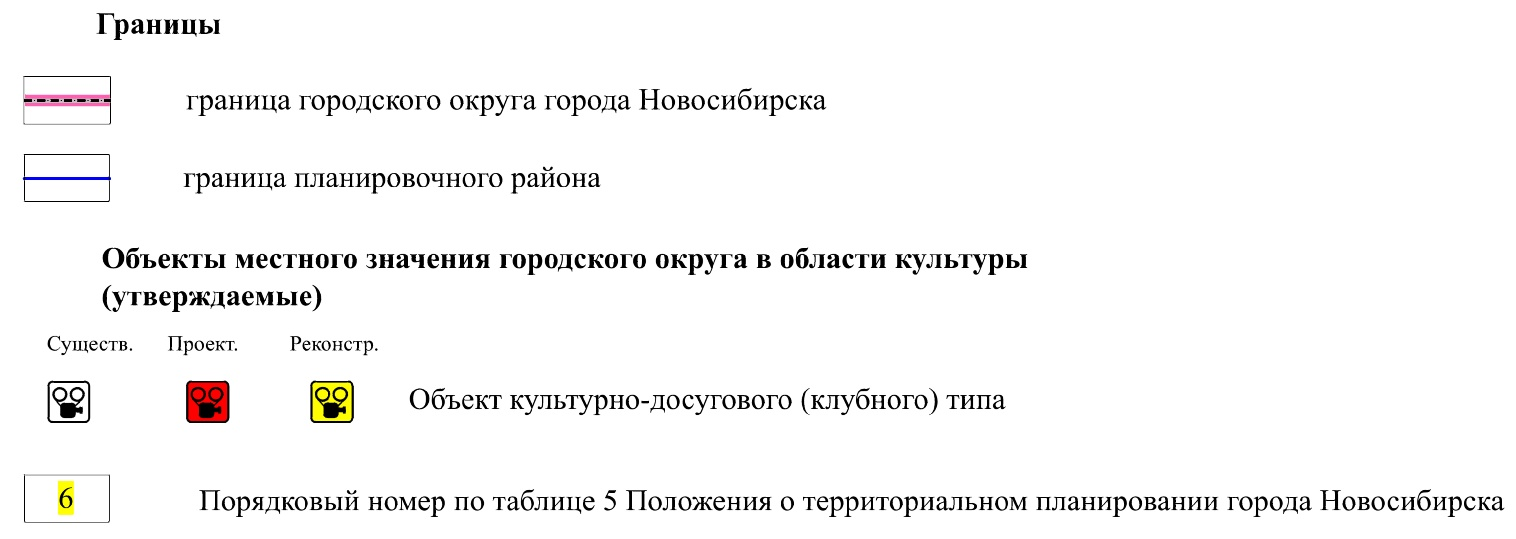 Границы
граница городского округа города Новосибирска
граница планировочного района
Объекты местного значения городского округа в области культуры
(утверждаемые)
Существ. Проект. Реконстр.
Объект культурно-досугового (клубного) типа
6 Порядковый номер по таблице 5 Положения о территориальном планировании города Новосибирска